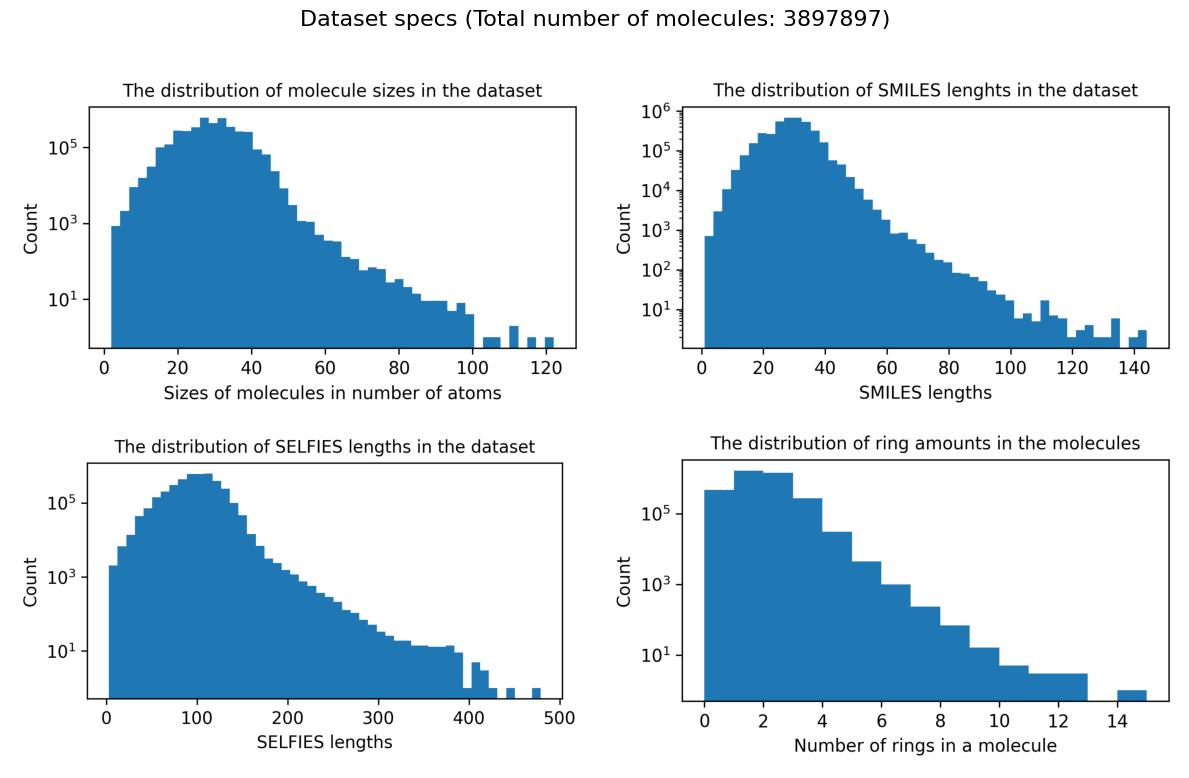 Dataset specs (Total number of molecules: 3897897)
The distribution of molecule sizes in the dataset
10^5
10^3
10^1
Count
0 20 40 60 80 100 120
Sizes of molecules in number of atoms
The distribution of SMILES lenghts in the dataset
10^6
10^5
10^4
10^3
10^2
10^1
Count
0 20 40 60 80 100 120 140
SMILES lengths
The distribution of SELFIES lengths in the dataset
10^5
10^3
10^1
Count
0 100 200 300 400 500
SELFIES lengths
The distribution of ring amounts in the molecules
10^5
10^3
10^1
Count
0 2 4 6 8 10 12 14
Number of rings in a molecule